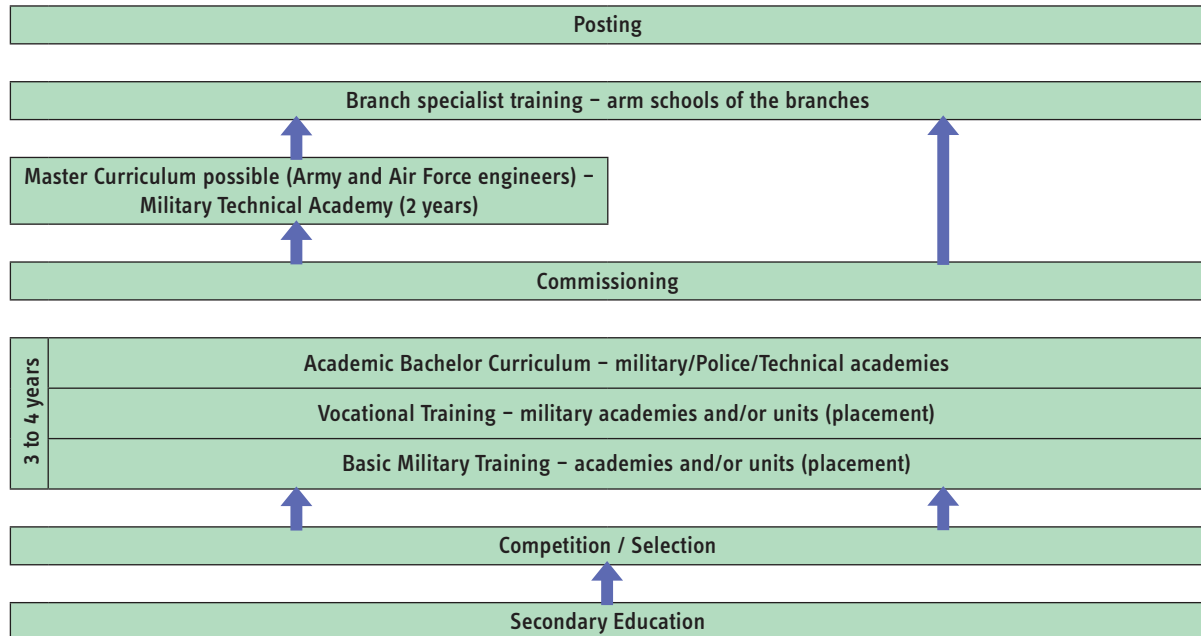 Posting
Branch specialist training – arm schools of the branches
Master Curriculum possible (Army and Air Force engineers) –
Military Technical Academy (2 years)
Commissioning
3 to 4 years
Academic Bachelor Curriculum – military/Police/Technical academies
Vocational Training – military academies and/or units (placement)
Basic Military Training – academies and/or units (placement)
Competition / Selection
Secondary Education